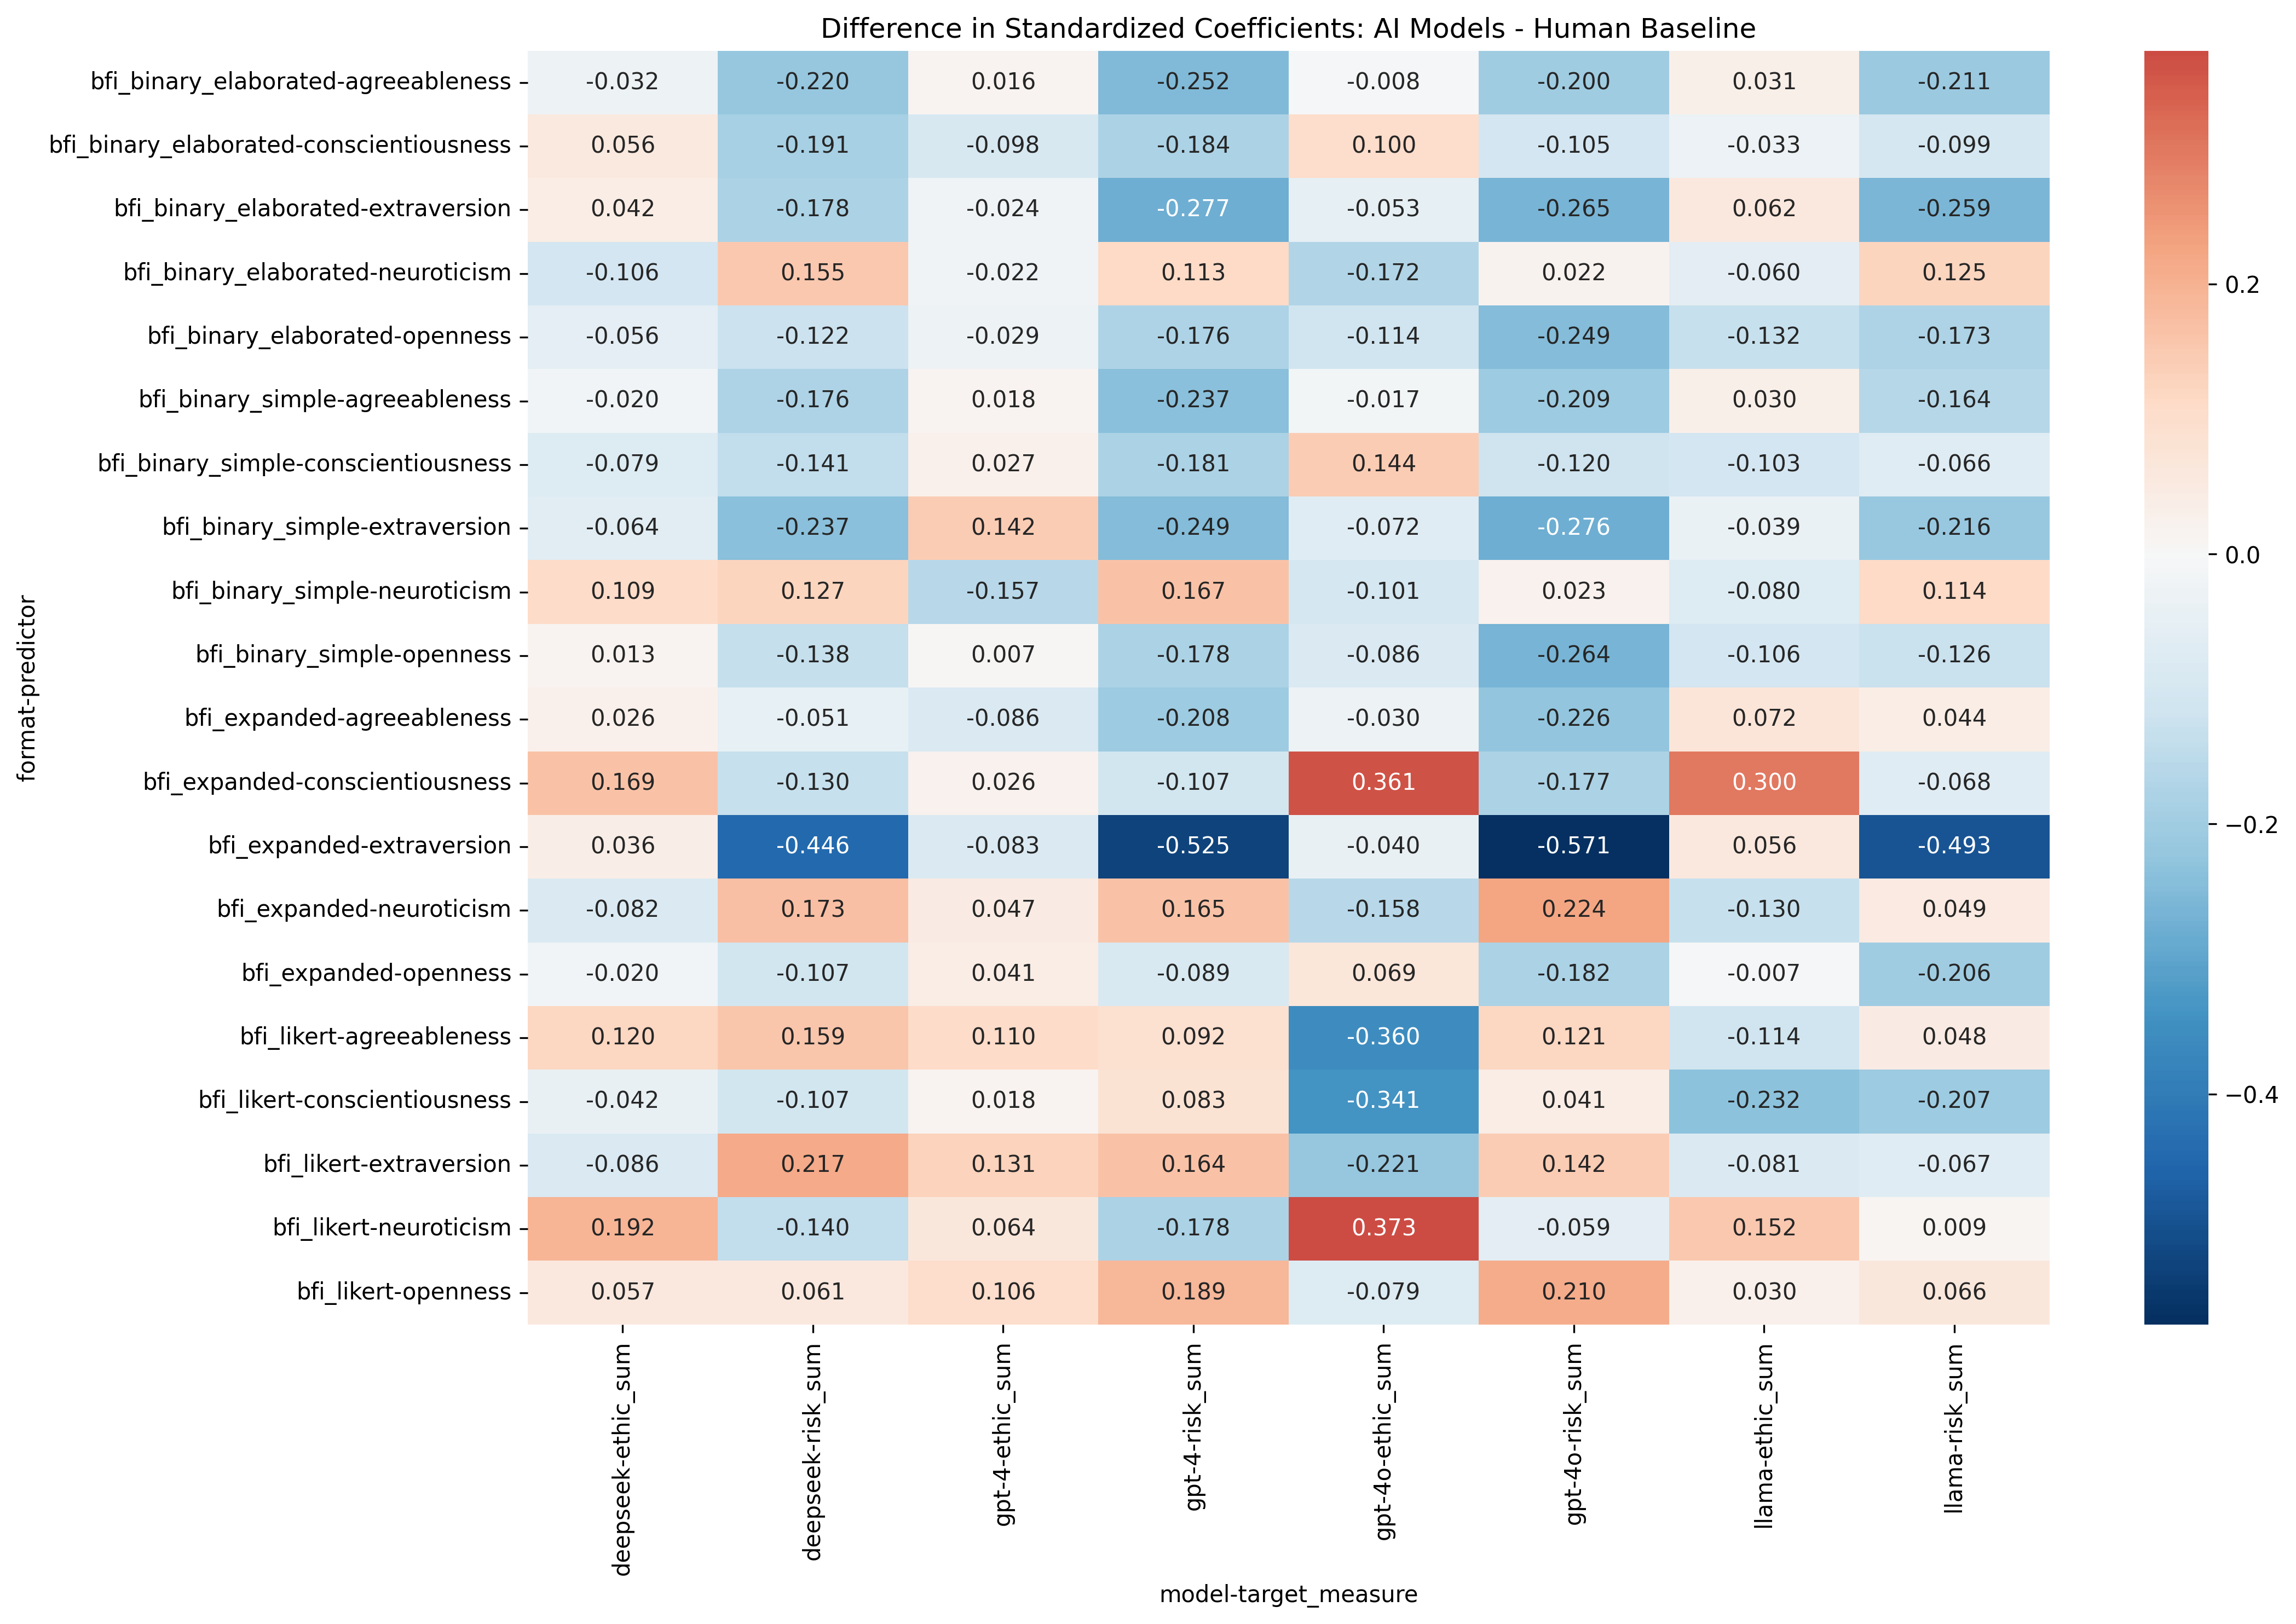 Difference in Standardized Coefficients: AI Models - Human Baseline
format-predictor
bfi_binary_elaborated-agreeableness -0.032 -0.220 0.016 -0.252 -0.008 -0.200 0.031 -0.211
bfi_binary_elaborated-conscientiousness 0.056 -0.191 -0.098 -0.184 0.100 -0.105 -0.033 -0.099
bfi_binary_elaborated-extraversion 0.042 -0.178 -0.024 -0.277 -0.053 -0.265 0.062 -0.259
bfi_binary_elaborated-neuroticism -0.106 0.155 -0.022 0.113 -0.172 0.022 -0.060 0.125
bfi_binary_elaborated-openness -0.056 -0.122 -0.029 -0.176 -0.114 -0.249 -0.132 -0.173
bfi_binary_simple-agreeableness -0.020 -0.176 0.018 -0.237 -0.017 -0.209 0.030 -0.164
bfi_binary_simple-conscientiousness -0.079 -0.141 0.027 -0.181 0.144 -0.120 -0.103 -0.066
bfi_binary_simple-extraversion -0.064 -0.237 0.142 -0.249 -0.072 -0.276 -0.039 -0.216
bfi_binary_simple-neuroticism 0.109 0.127 -0.157 0.167 -0.101 0.023 -0.080 0.114
bfi_binary_simple-openness 0.013 -0.138 0.007 -0.178 -0.086 -0.264 -0.106 -0.126
bfi_expanded-agreeableness 0.026 -0.051 -0.086 -0.208 -0.030 -0.226 0.072 0.044
bfi_expanded-conscientiousness 0.169 -0.130 0.026 -0.107 0.361 -0.177 0.300 -0.068
bfi_expanded-extraversion 0.036 -0.446 -0.083 -0.525 -0.040 -0.571 0.056 -0.493
bfi_expanded-neuroticism -0.082 0.173 0.047 0.165 -0.158 0.224 -0.130 0.049
bfi_expanded-openness -0.020 -0.107 0.041 -0.089 0.069 -0.182 -0.007 -0.206
bfi_likert-agreeableness 0.120 0.159 0.110 0.092 -0.360 0.121 -0.114 0.048
bfi_likert-conscientiousness -0.042 -0.107 0.018 0.083 -0.341 0.041 -0.232 -0.207
bfi_likert-extraversion -0.086 0.217 0.131 0.164 -0.221 0.142 -0.081 -0.067
bfi_likert-neuroticism 0.192 -0.140 0.064 -0.178 0.373 -0.059 0.152 0.009
bfi_likert-openness 0.057 0.061 0.106 0.189 -0.079 0.210 0.030 0.066
deepseek-ethic_sum
deepseek-risk_sum
gpt-4-ethic_sum
gpt-4-risk_sum
gpt-4o-ethic_sum
gpt-4o-risk_sum
llama-ethic_sum
llama-risk_sum
model-target_measure
0.2
0.0
−0.2
−0.4